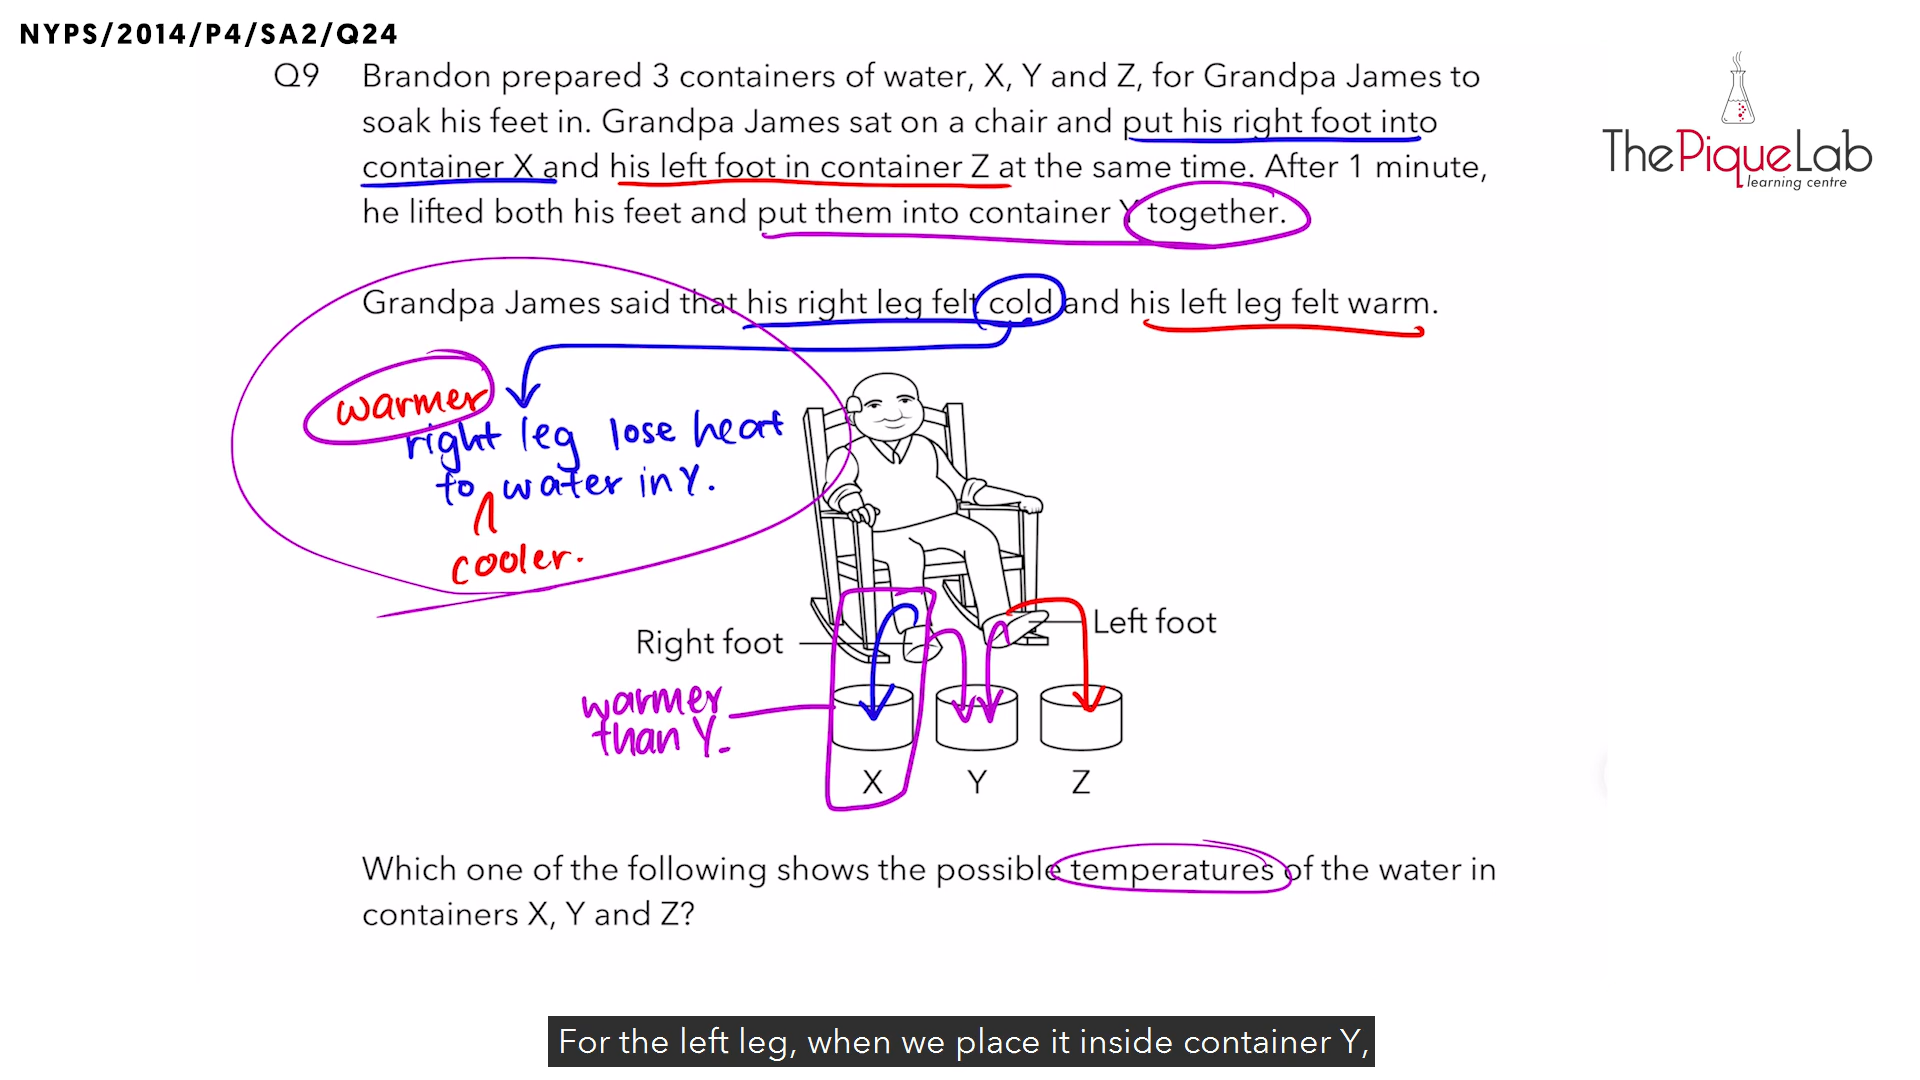 NYPS/2014/P4/SA2/Q24
Q9 Brandon prepared 3 containers of water, X, Y and Z, for Grandpa James to
soak his feet in. Grandpa James sat on a chair and put his right foot into
container X and his left foot in container Z at the same time. After 1 minute,
he lifted both his feet and put them into container Y together.
ThePiqueLab
learning centre
Grandpa James said that his right leg felt cold and his left leg felt warm.
warmer
right leg lose heat
to water in Y.
cooler.
Right foot
Left foot
warmer
than Y.
X Y Z
Which one of the following shows the possible temperatures of the water in
containers X, Y and Z?
For the left leg, when we place it inside container Y,